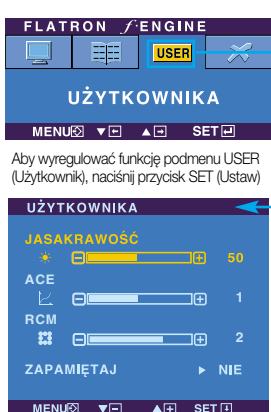 FLATRON ƒ·ENGINE
USER
UŻYTKOWNIKA
MENU ▼ ▲ SET
Aby wyregulować funkcję podmenu USER
(Użytkownik), naciśnij przycisk SET (Ustaw)
UŻYTKOWNIKA
JASAKRAWOŚĆ
50
ACE
1
RCM
2
ZAPAMIĘTAJ ► NIE
MENU ▼ ▲ SET